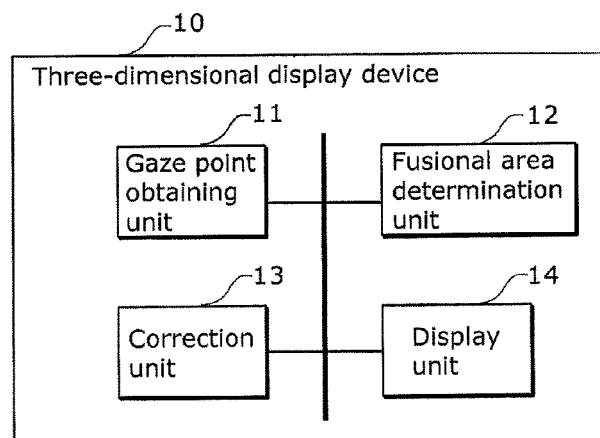 10
Three-dimensional display device
11
Gaze point
obtaining
unit
12
Fusional area
determination
unit
13
Correction
unit
14
Display
unit